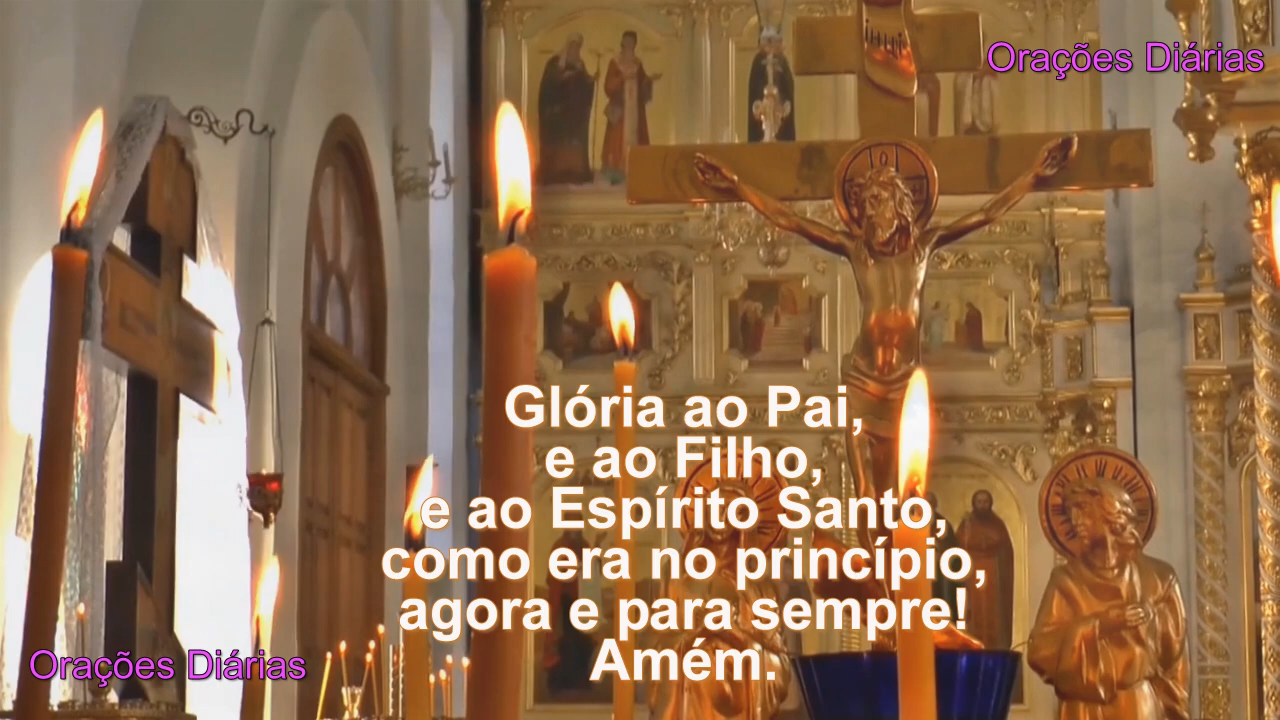 Orações Diárias
Glória ao Pai,
e ao Filho,
e ao Espírito Santo,
como era no princípio,
agora e para sempre!
Amém.
Orações Diárias